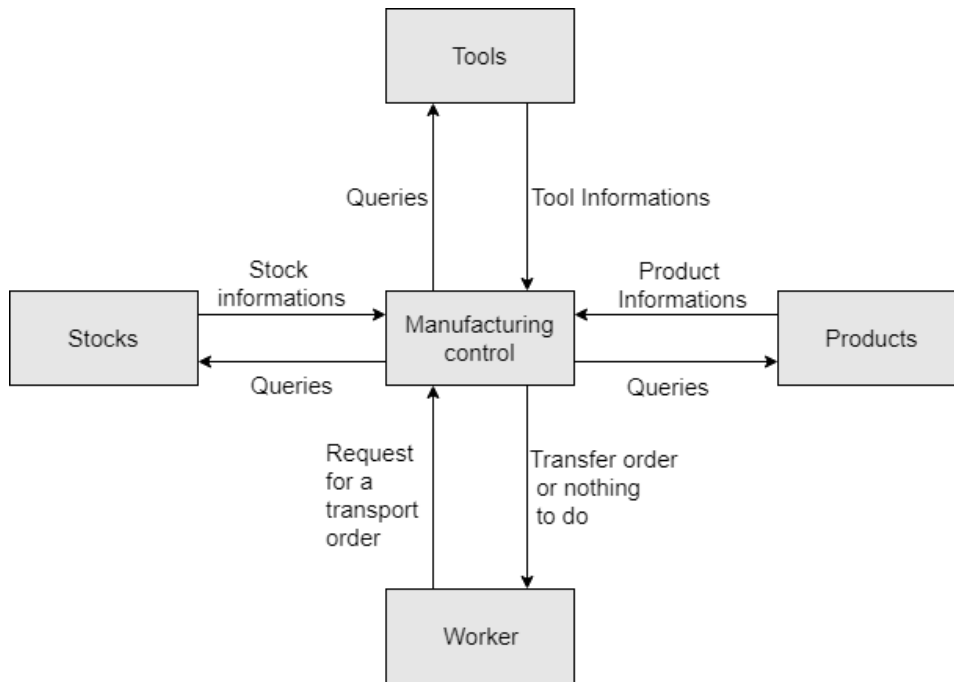 Tools
Queries
Tool Informations
Stock
informations
Product
Informations
Stocks
Manufacturing
control
Products
Queries
Queries
Request
for a
transport
order
Transfer order
or nothing
to do
Worker